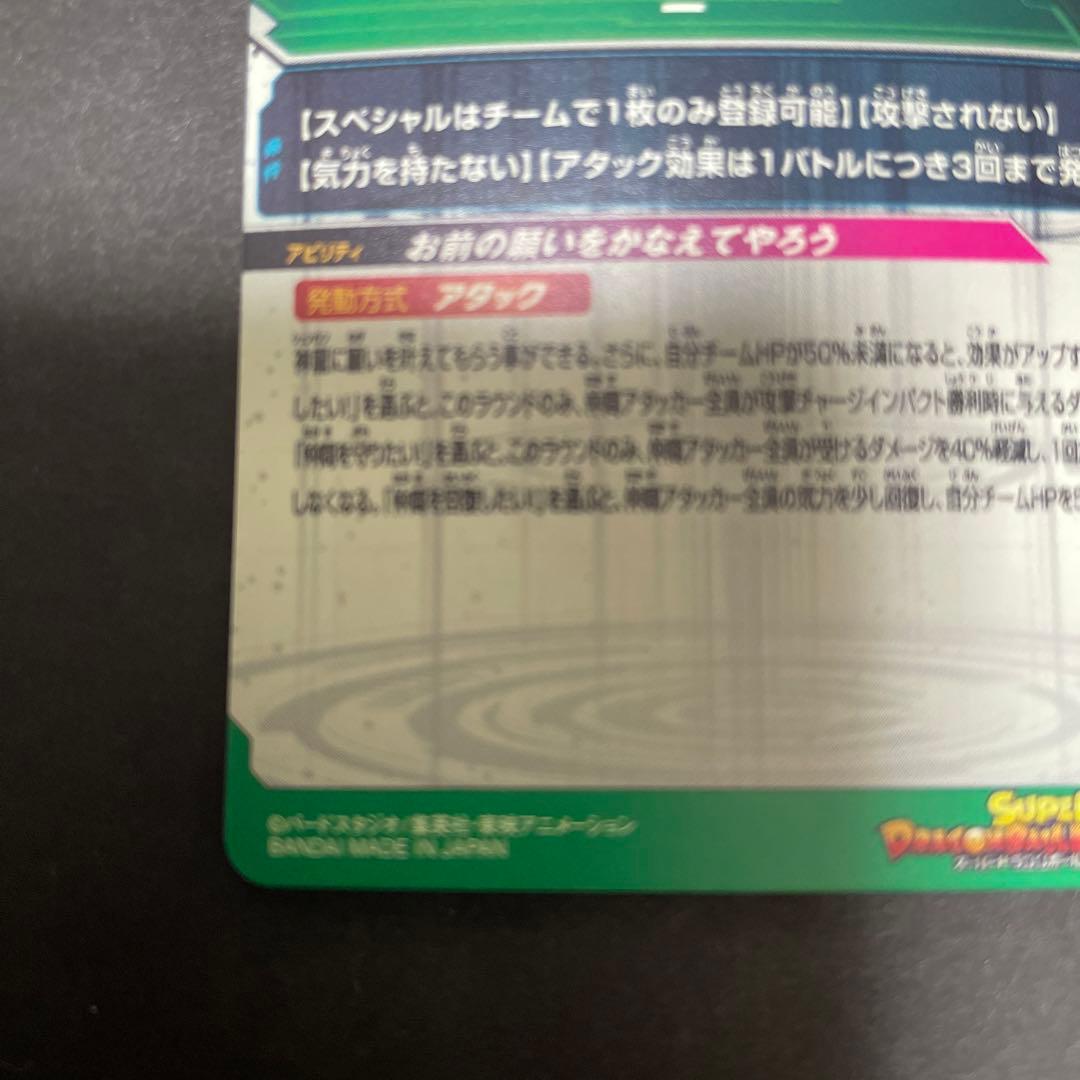 【スペシャルはチームで1枚のみ登録可能】【攻撃されない】
条件
【気力を持たない】【アタック効果は1バトルにつき3回まで発
アビリティ お前の願いをかなえてやろう
発動方式 アタック
神龍に願いを叶えてもらう事ができる。さらに、自分チームHPが50%未満になると、効果がアップす
したい!」を選ぶと、このラウンドのみ、仲間アタッカー全員が攻撃チャージインパクト勝利時に与えるダ
「仲間を守りたい!」を選ぶと、このラウンドのみ、仲間アタッカー全員が受けるダメージを40%軽減し、1回
しなくなる。「仲間を回復したい!」を選ぶと、仲間アタッカー全員の気力を少し回復し、自分チームHPを5
©バードスタジオ/集英社・東映アニメーション
BANDAI MADE IN JAPAN
SUPER
DRAGONBALL
スーパードラゴンボール